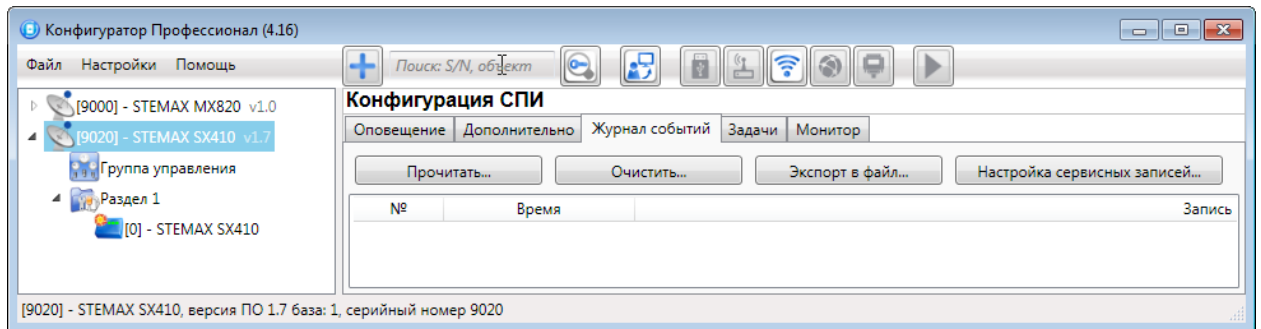 Конфигуратор Профессионал (4.16)
Файл Настройки Помощь
Поиск: S/N, объект
[9000] - STEMAX MX820 v1.0
[9020] - STEMAX SX410 v1.7
Группа управления
Раздел 1
[0] - STEMAX SX410
Конфигурация СПИ
Оповещение Дополнительно Журнал событий Задачи Монитор
Прочитать... Очистить... Экспорт в файл... Настройка сервисных записей...
№ Время Запись
[9020] - STEMAX SX410, версия ПО 1.7 база: 1, серийный номер 9020